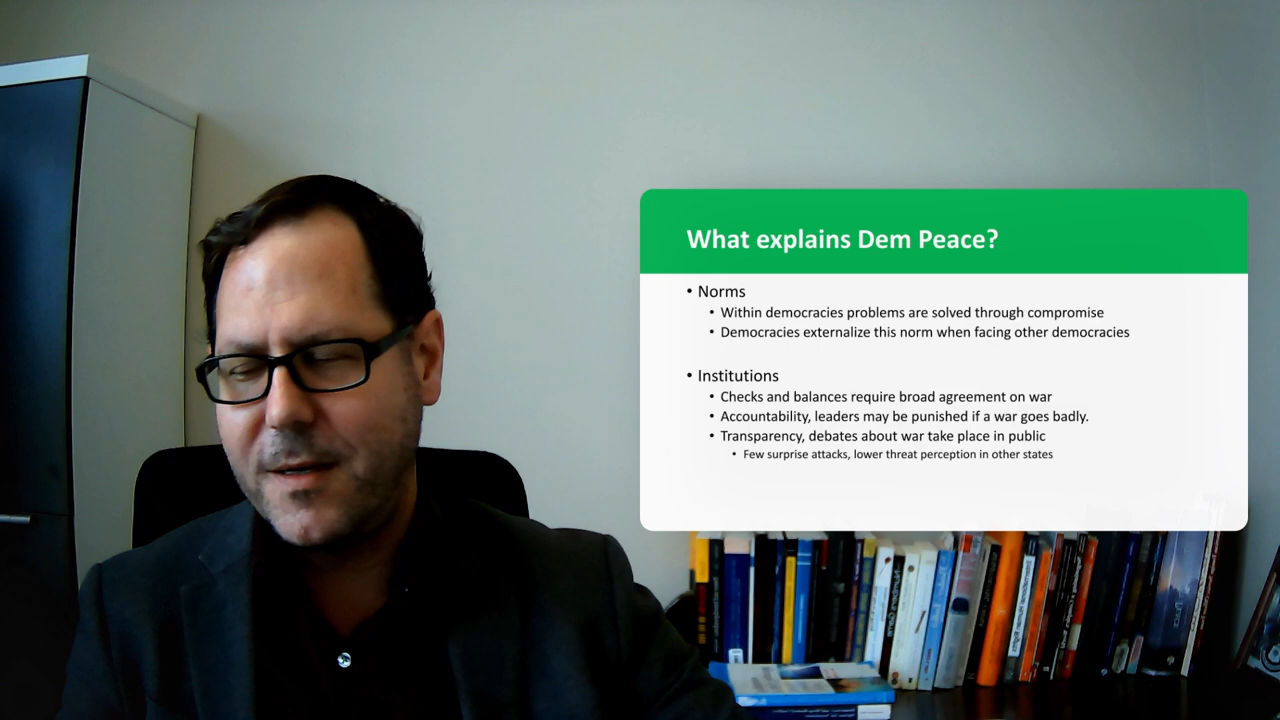 What explains Dem Peace?
• Norms
• Within democracies problems are solved through compromise
• Democracies externalize this norm when facing other democracies
• Institutions
• Checks and balances require broad agreement on war
• Accountability, leaders may be punished if a war goes badly.
• Transparency, debates about war take place in public
• Few surprise attacks, lower threat perception in other states